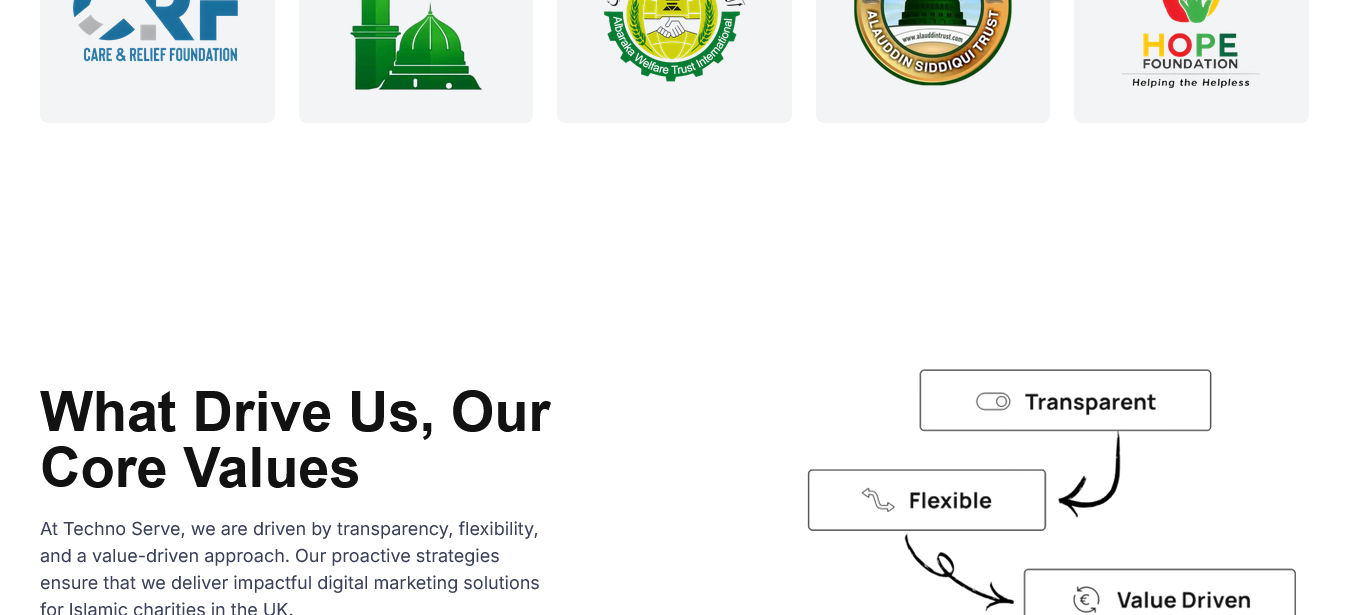 CRF
CARE & RELIEF FOUNDATION
Albaraka Welfare Trust International
www.alauddintrust.com
ALAUDDIN SIDDIQUI TRUST
HOPE
FOUNDATION
Helping the Helpless
What Drive Us, Our
Core Values
At Techno Serve, we are driven by transparency, flexibility,
and a value-driven approach. Our proactive strategies
ensure that we deliver impactful digital marketing solutions
for Islamic charities in the UK.
Transparent
Flexible
Value Driven